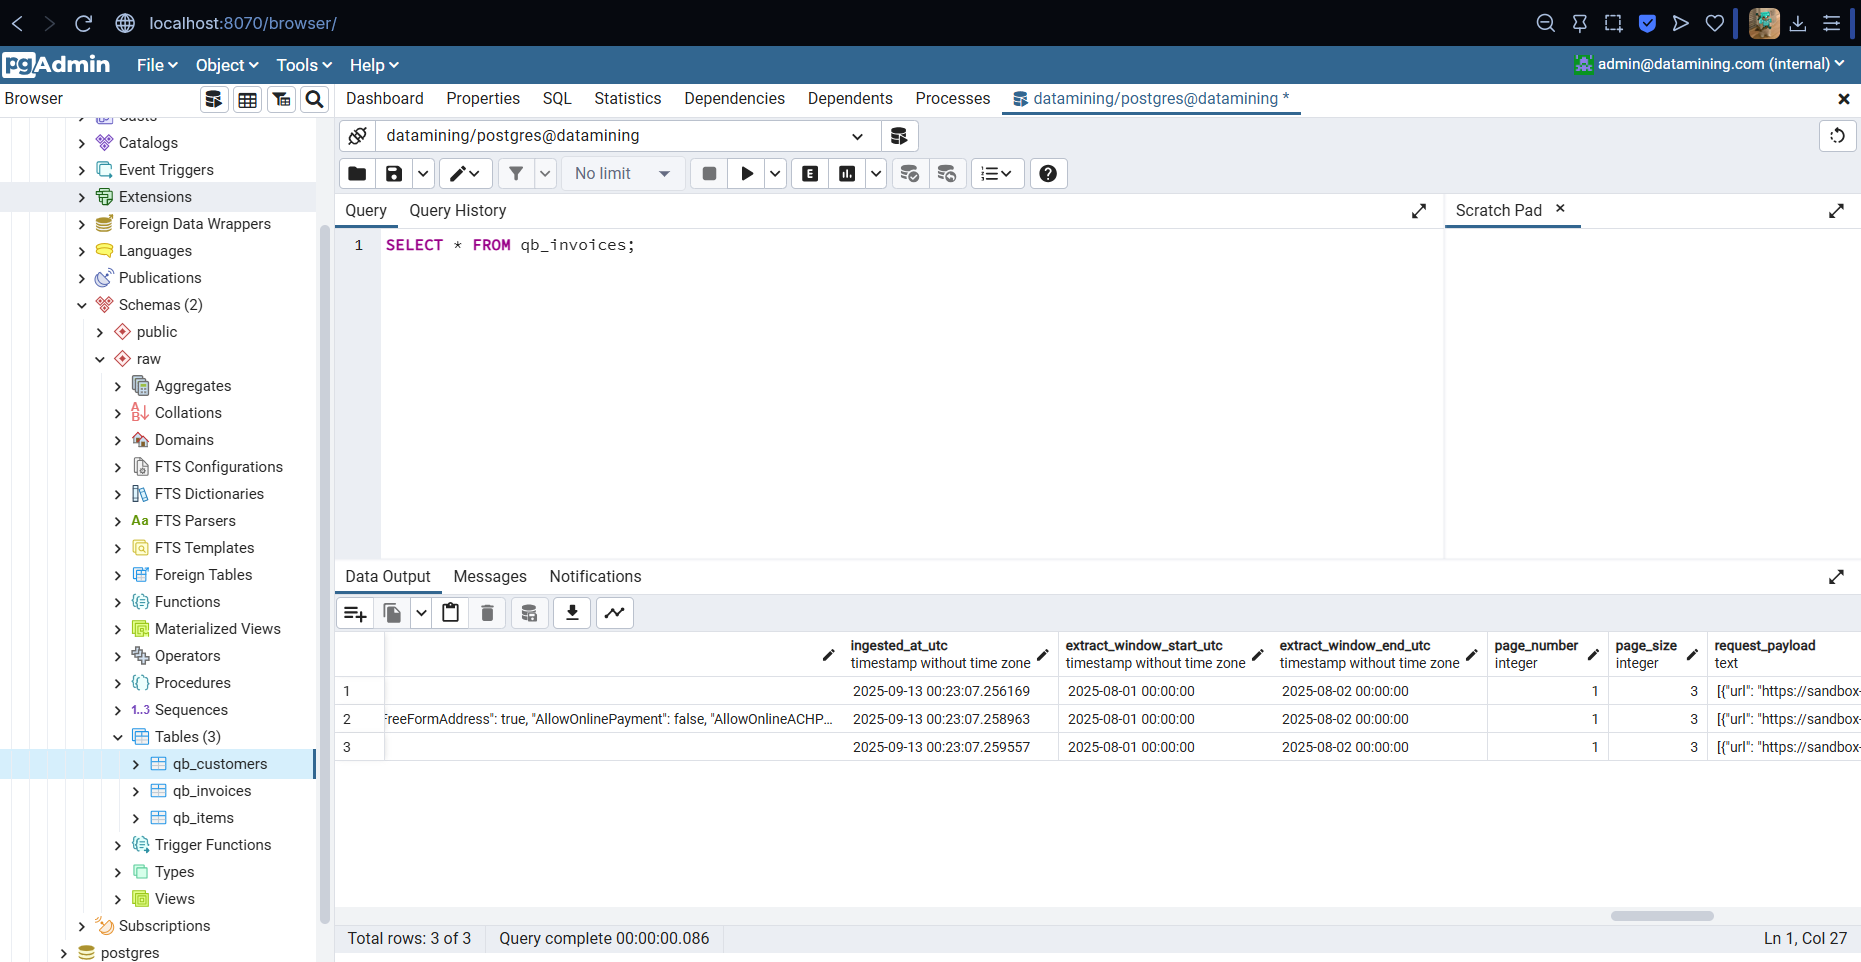 localhost:8070/browser/
pgAdmin File Object Tools Help admin@datamining.com (internal)
Browser
Dashboard Properties SQL Statistics Dependencies Dependents Processes datamining/postgres@datamining *
Casts
Catalogs
Event Triggers
Extensions
Foreign Data Wrappers
Languages
Publications
Schemas (2)
public
raw
Aggregates
Collations
Domains
FTS Configurations
FTS Dictionaries
Aa FTS Parsers
FTS Templates
Foreign Tables
Functions
Materialized Views
Operators
Procedures
1..3 Sequences
Tables (3)
qb_customers
qb_invoices
qb_items
Trigger Functions
Types
Views
Subscriptions
postgres
datamining/postgres@datamining
No limit E
Query Query History
Scratch Pad
1 SELECT * FROM qb_invoices;
Data Output Messages Notifications
ingested_at_utc extract_window_start_utc extract_window_end_utc page_number page_size request_payload
timestamp without time zone timestamp without time zone timestamp without time zone integer integer text
1 2025-09-13 00:23:07.256169 2025-08-01 00:00:00 2025-08-02 00:00:00 1 3 [{"url": "https://sandbox-
2 FreeFormAddress": true, "AllowOnlinePayment": false, "AllowOnlineACHP... 2025-09-13 00:23:07.258963 2025-08-01 00:00:00 2025-08-02 00:00:00 1 3 [{"url": "https://sandbox-
3 2025-09-13 00:23:07.259557 2025-08-01 00:00:00 2025-08-02 00:00:00 1 3 [{"url": "https://sandbox-
Total rows: 3 of 3 Query complete 00:00:00.086 Ln 1, Col 27